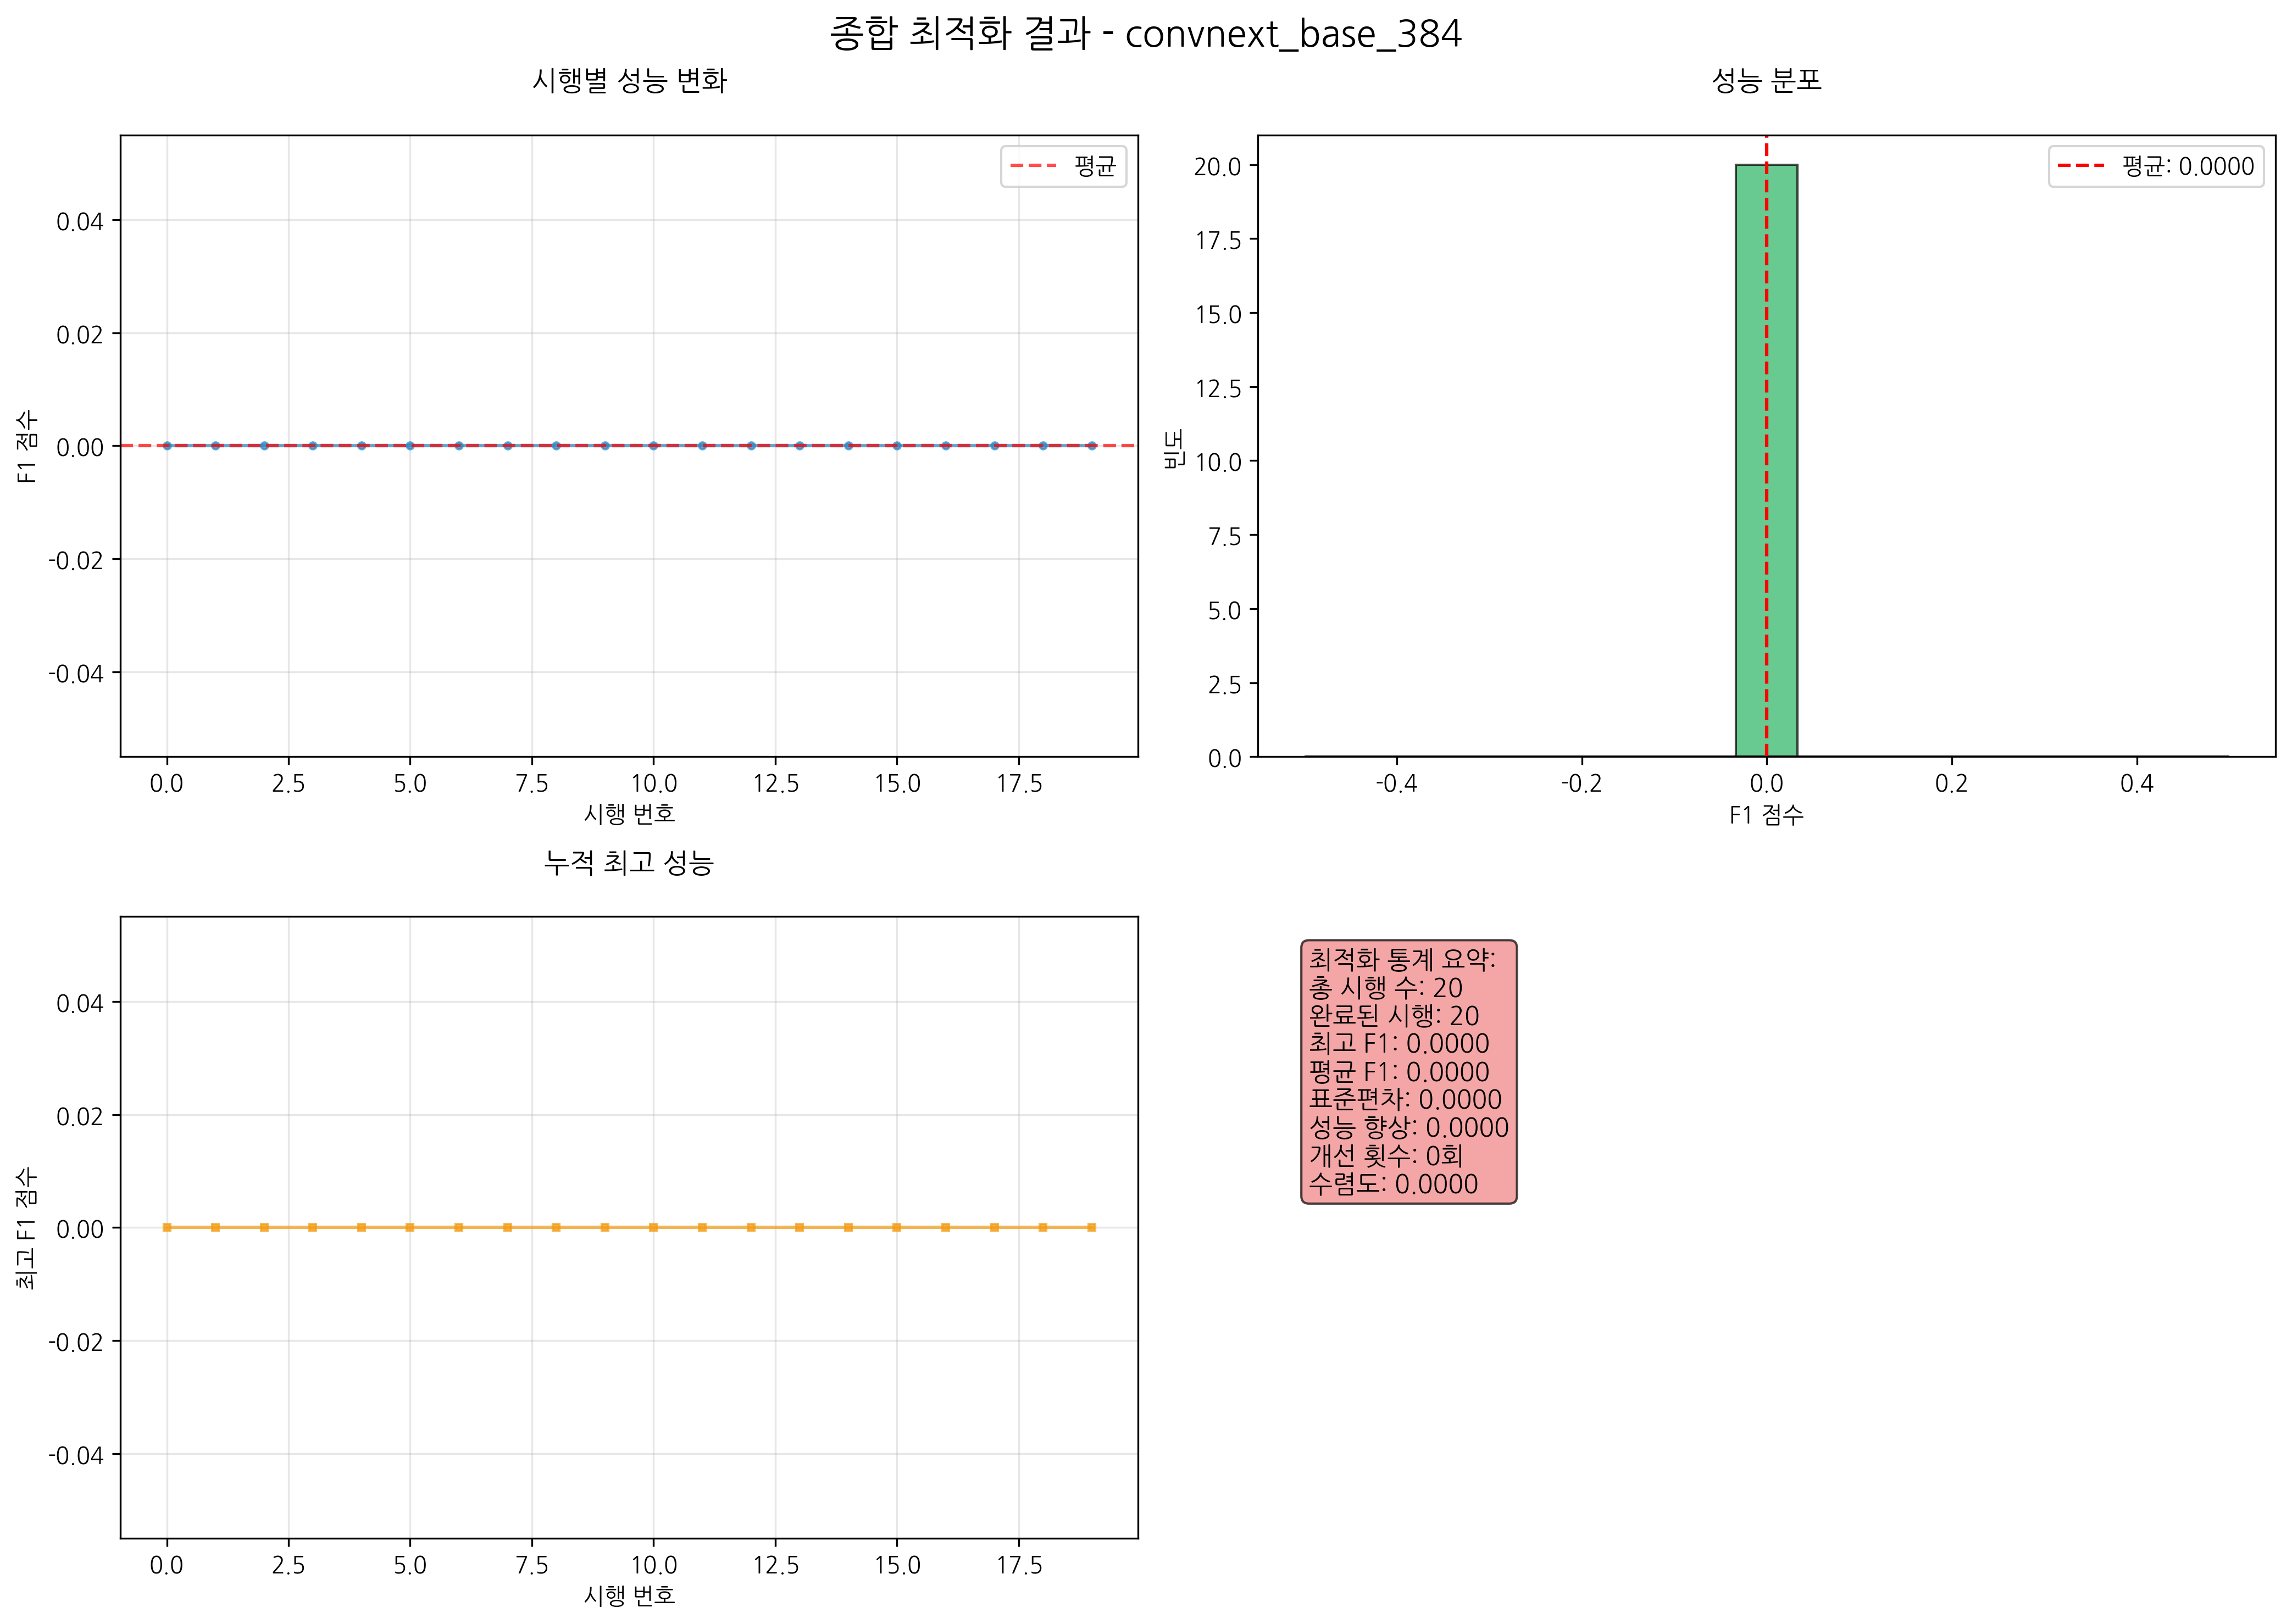 종합 최적화 결과 - convnext_base_384
시행별 성능 변화
평균
0.04
0.02
0.00
-0.02
-0.04
F1 점수
0.0 2.5 5.0 7.5 10.0 12.5 15.0 17.5
시행 번호
성능 분포
평균: 0.0000
20.0
17.5
15.0
12.5
10.0
7.5
5.0
2.5
0.0
빈도
-0.4 -0.2 0.0 0.2 0.4
F1 점수
누적 최고 성능
0.04
0.02
0.00
-0.02
-0.04
최고 F1 점수
0.0 2.5 5.0 7.5 10.0 12.5 15.0 17.5
시행 번호
최적화 통계 요약:
총 시행 수: 20
완료된 시행: 20
최고 F1: 0.0000
평균 F1: 0.0000
표준편차: 0.0000
성능 향상: 0.0000
개선 횟수: 0회
수렴도: 0.0000